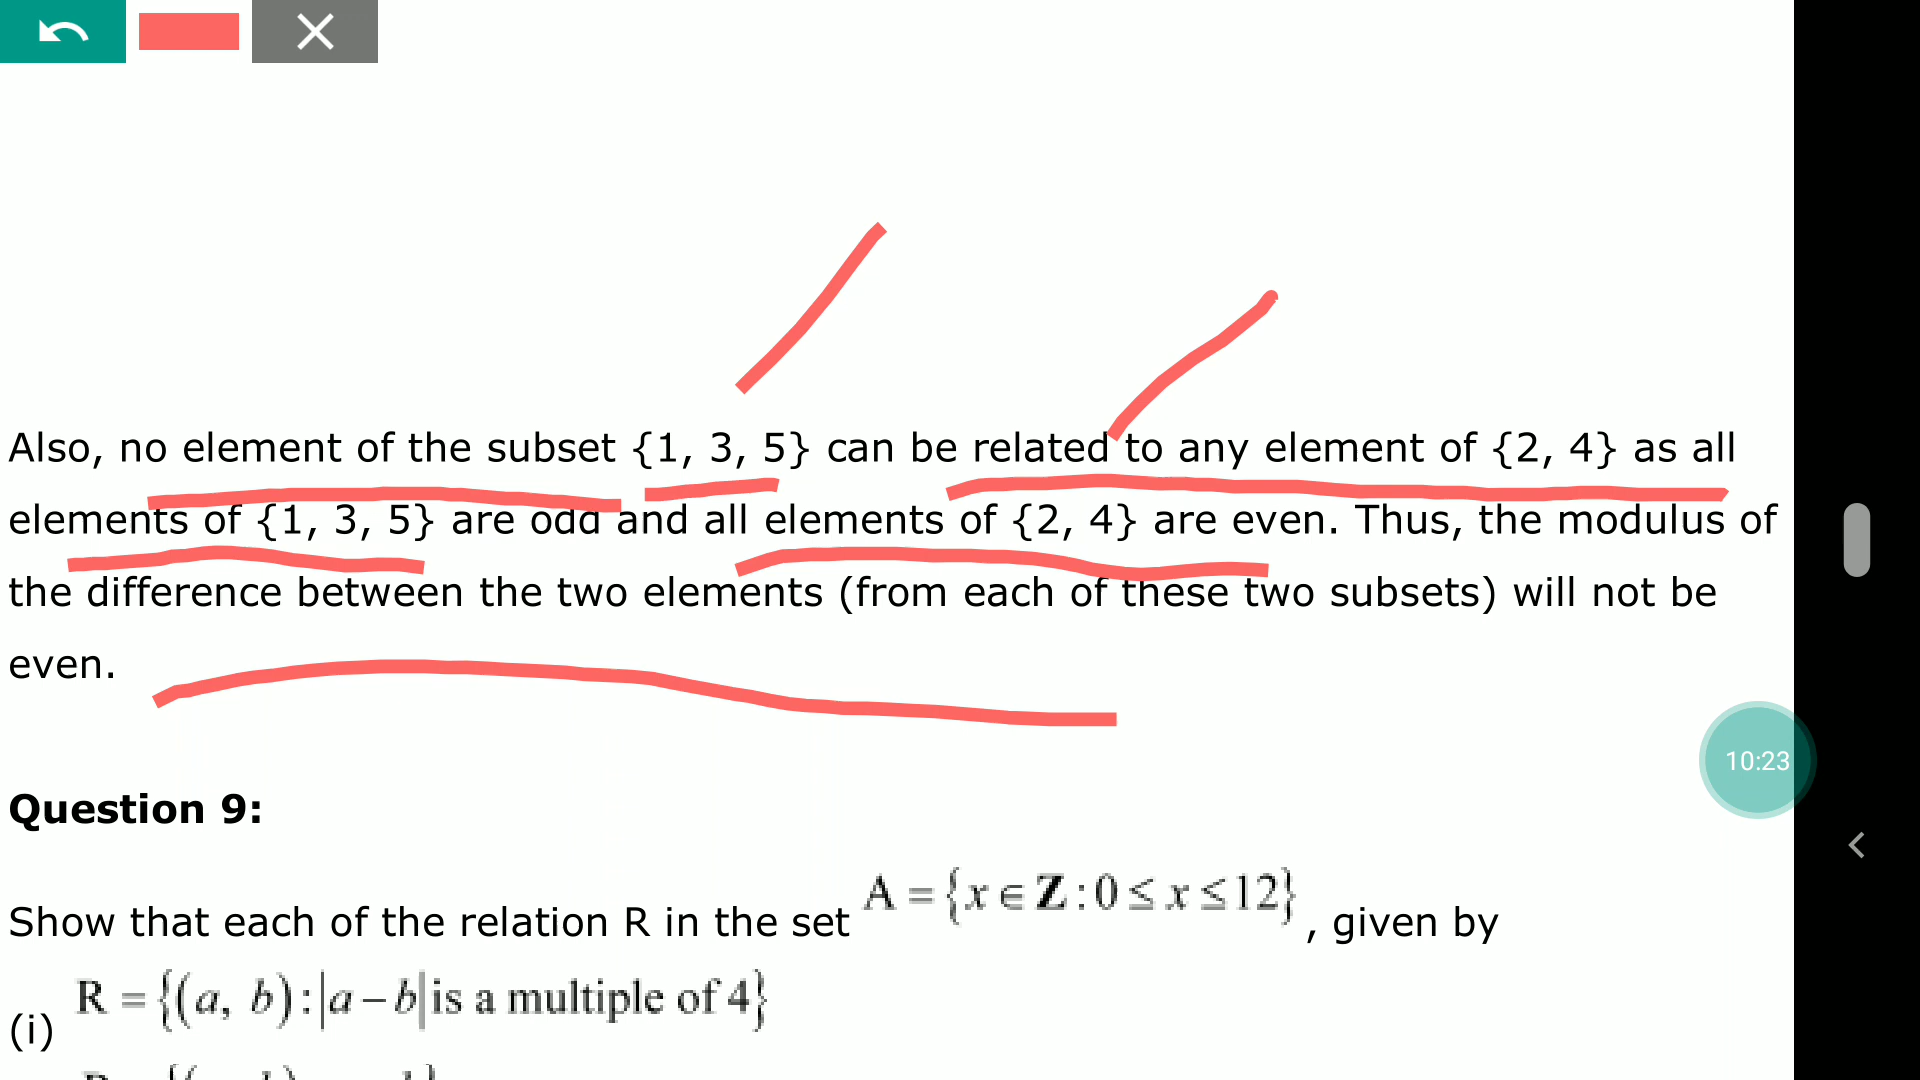 Also, no element of the subset {1, 3, 5} can be related to any element of {2, 4} as all
elements of {1, 3, 5} are odd and all elements of {2, 4} are even. Thus, the modulus of
the difference between the two elements (from each of these two subsets) will not be
even.
10:23
Question 9:
Show that each of the relation R in the set A = {x ∈ Z : 0 ≤ x ≤ 12}, given by
(i) R = {(a, b) : |a − b| is a multiple of 4}